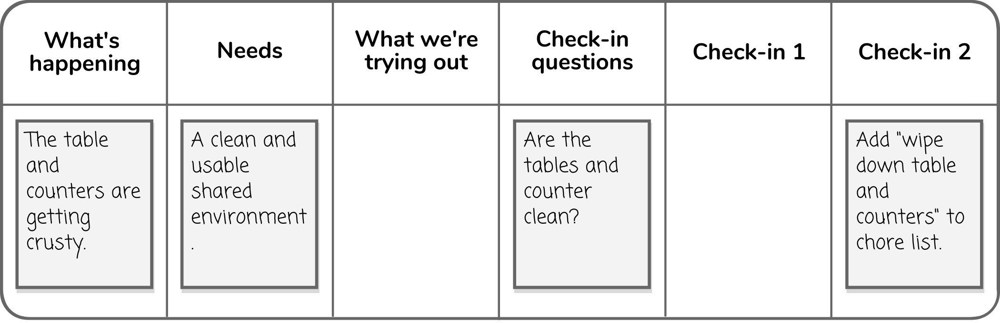 What's
happening
Needs
What we're
trying out
Check-in
questions
Check-in 1
Check-in 2
The table
and
counters are
getting
crusty.
A clean and
usable
shared
environment
.
Are the
tables and
counter
clean?
Add "wipe
down table
and
counters" to
chore list.